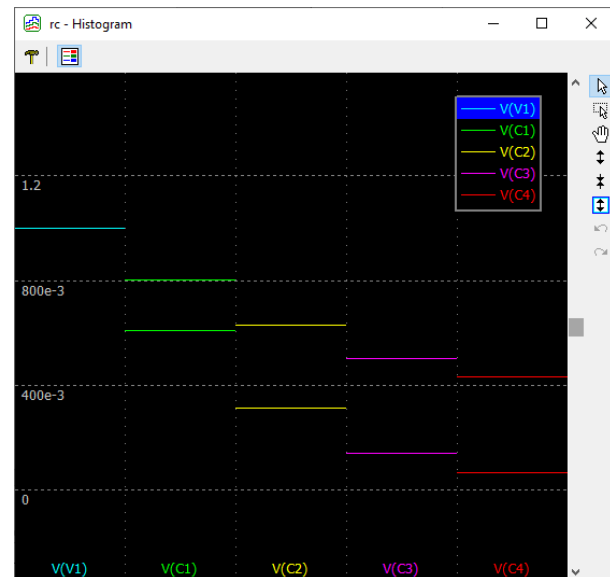 rc - Histogram
V(V1)
V(C1)
V(C2)
V(C3)
V(C4)
1.2
800e-3
400e-3
0
V(V1) V(C1) V(C2) V(C3) V(C4)